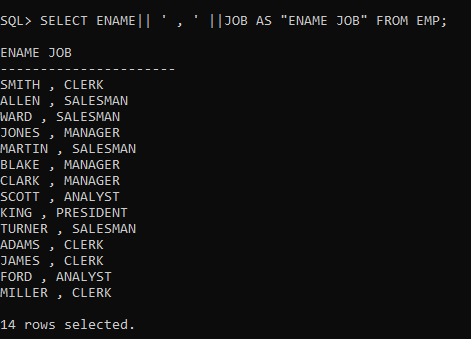 SQL> SELECT ENAME|| ' , ' ||JOB AS "ENAME JOB" FROM EMP;
ENAME JOB
----------------------
SMITH , CLERK
ALLEN , SALESMAN
WARD , SALESMAN
JONES , MANAGER
MARTIN , SALESMAN
BLAKE , MANAGER
CLARK , MANAGER
SCOTT , ANALYST
KING , PRESIDENT
TURNER , SALESMAN
ADAMS , CLERK
JAMES , CLERK
FORD , ANALYST
MILLER , CLERK
14 rows selected.